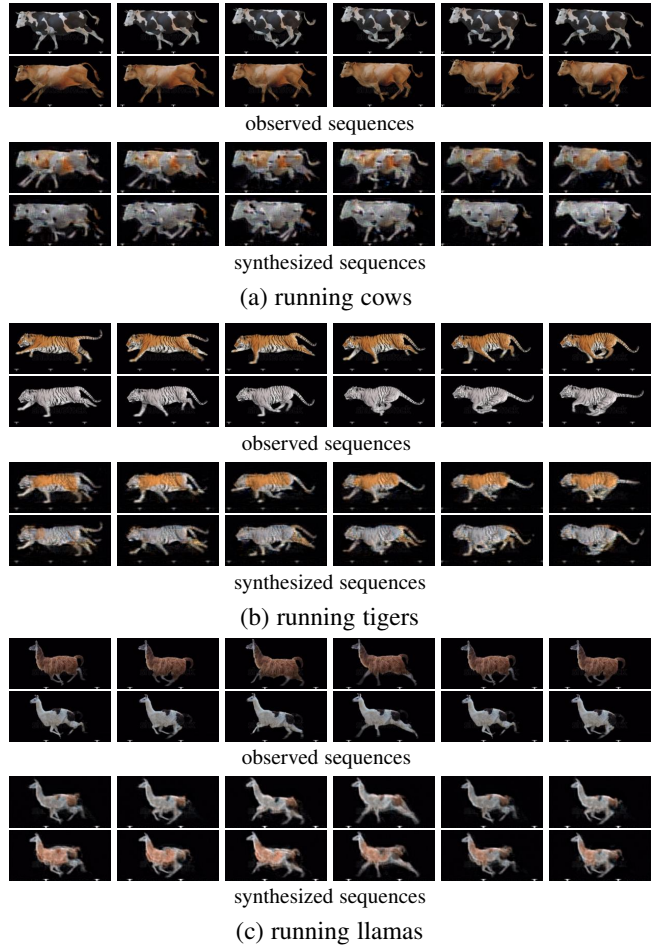 observed sequences
synthesized sequences
(a) running cows
observed sequences
synthesized sequences
(b) running tigers
observed sequences
synthesized sequences
(c) running llamas